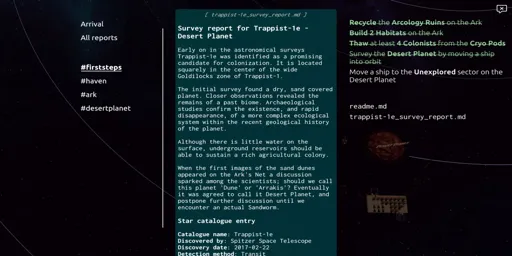 Arrival
All reports
#firststeps
#haven
#ark
#desertplanet
[ trappist-1e_survey_report.md ]
Survey report for Trappist-1e -
Desert Planet
Early on in the astronomical surveys
Trappist-1e was identified as a promising
candidate for colonization. It is located
squarely in the center of the wide
Goldilocks zone of Trappist-1.
The initial survey found a dry, sand covered
planet. Closer observations revealed the
remains of a past biome. Archaeological
studies confirm the existence, and rapid
disappearance, of a more complex ecological
system within the recent geological history
of the planet.
Although there is little water on the
surface, underground reservoirs should be
able to sustain a rich agricultural colony.
When the first images of the sand dunes
appeared on the Ark's Net a discussion
sparked among the scientists; should we call
this planet 'Dune' or 'Arrakis'? Eventually
it was agreed to call it Desert Planet, and
postpone further discussion until we
encounter an actual Sandworm.
Star catalogue entry
Catalogue name: Trappist-1e
Discovered by: Spitzer Space Telescope
Discovery date: 2017-02-22
Detection method: Transit
Recycle the Arcology Ruins on the Ark
Build 2 Habitats on the Ark
Thaw at least 4 Colonists from the Cryo Pods
Survey the Desert Planet by moving a ship
into orbit
Move a ship to the Unexplored sector on the
Desert Planet
readme.md
trappist-1e_survey_report.md